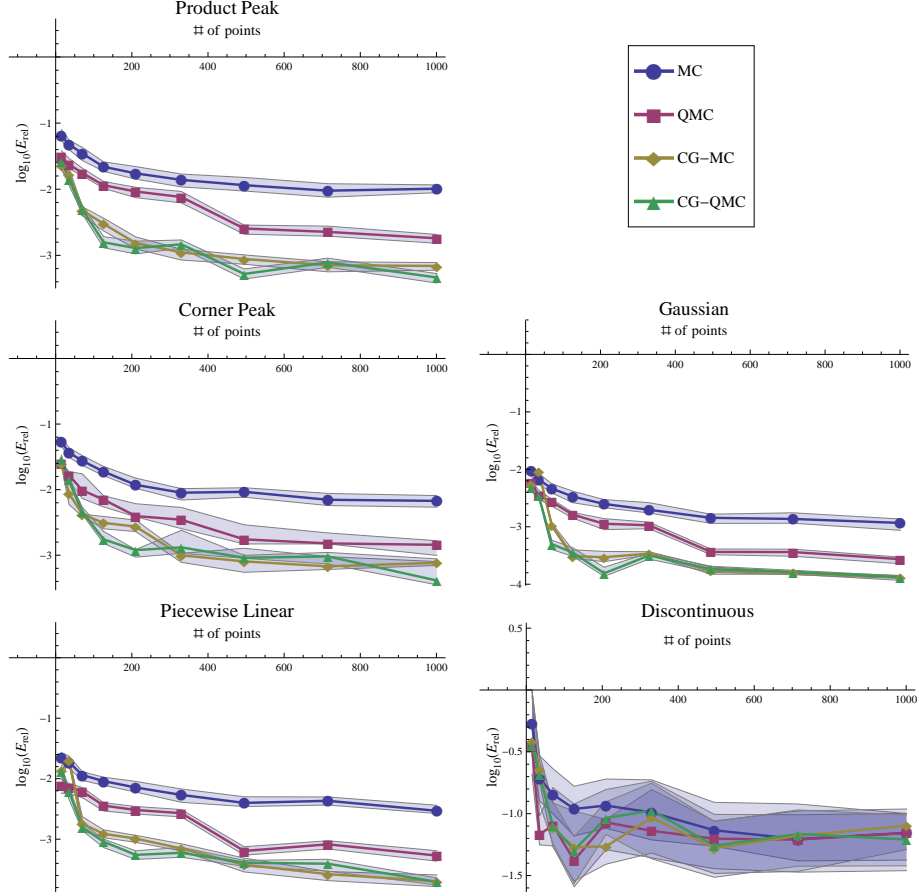 Product Peak
# of points
200 400 600 800 1000
-1
-2
-3
log10(Erel)
MC
QMC
CG-MC
CG-QMC
Corner Peak
# of points
200 400 600 800 1000
-1
-2
-3
log10(Erel)
Gaussian
# of points
200 400 600 800 1000
-1
-2
-3
-4
log10(Erel)
Piecewise Linear
# of points
200 400 600 800 1000
-1
-2
-3
log10(Erel)
Discontinuous
# of points
0.5
200 400 600 800 1000
-0.5
-1.0
-1.5
log10(Erel)